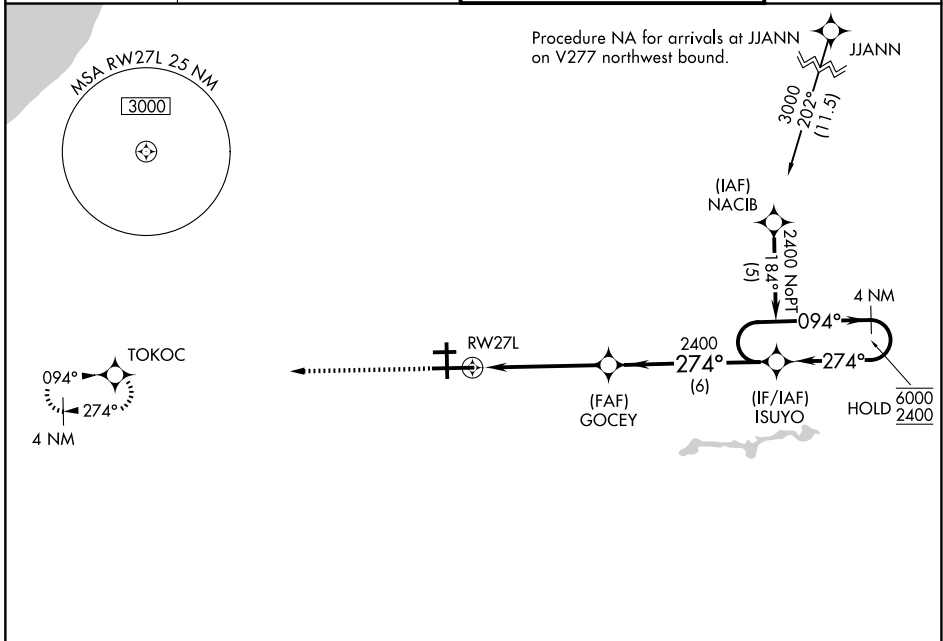 Procedure NA for arrivals at JJANN
on V277 northwest bound.
JJANN
MSA RW27L 25 NM
3000
3000
202°
(11.5)
(IAF)
NACIB
2400 NoPT
184°
(5)
4 NM
094°
RW27L
2400
274°
(6)
274°
(FAF)
GOCEY
(IF/IAF)
ISUYO
HOLD
6000
2400
TOKOC
094°
274°
4 NM